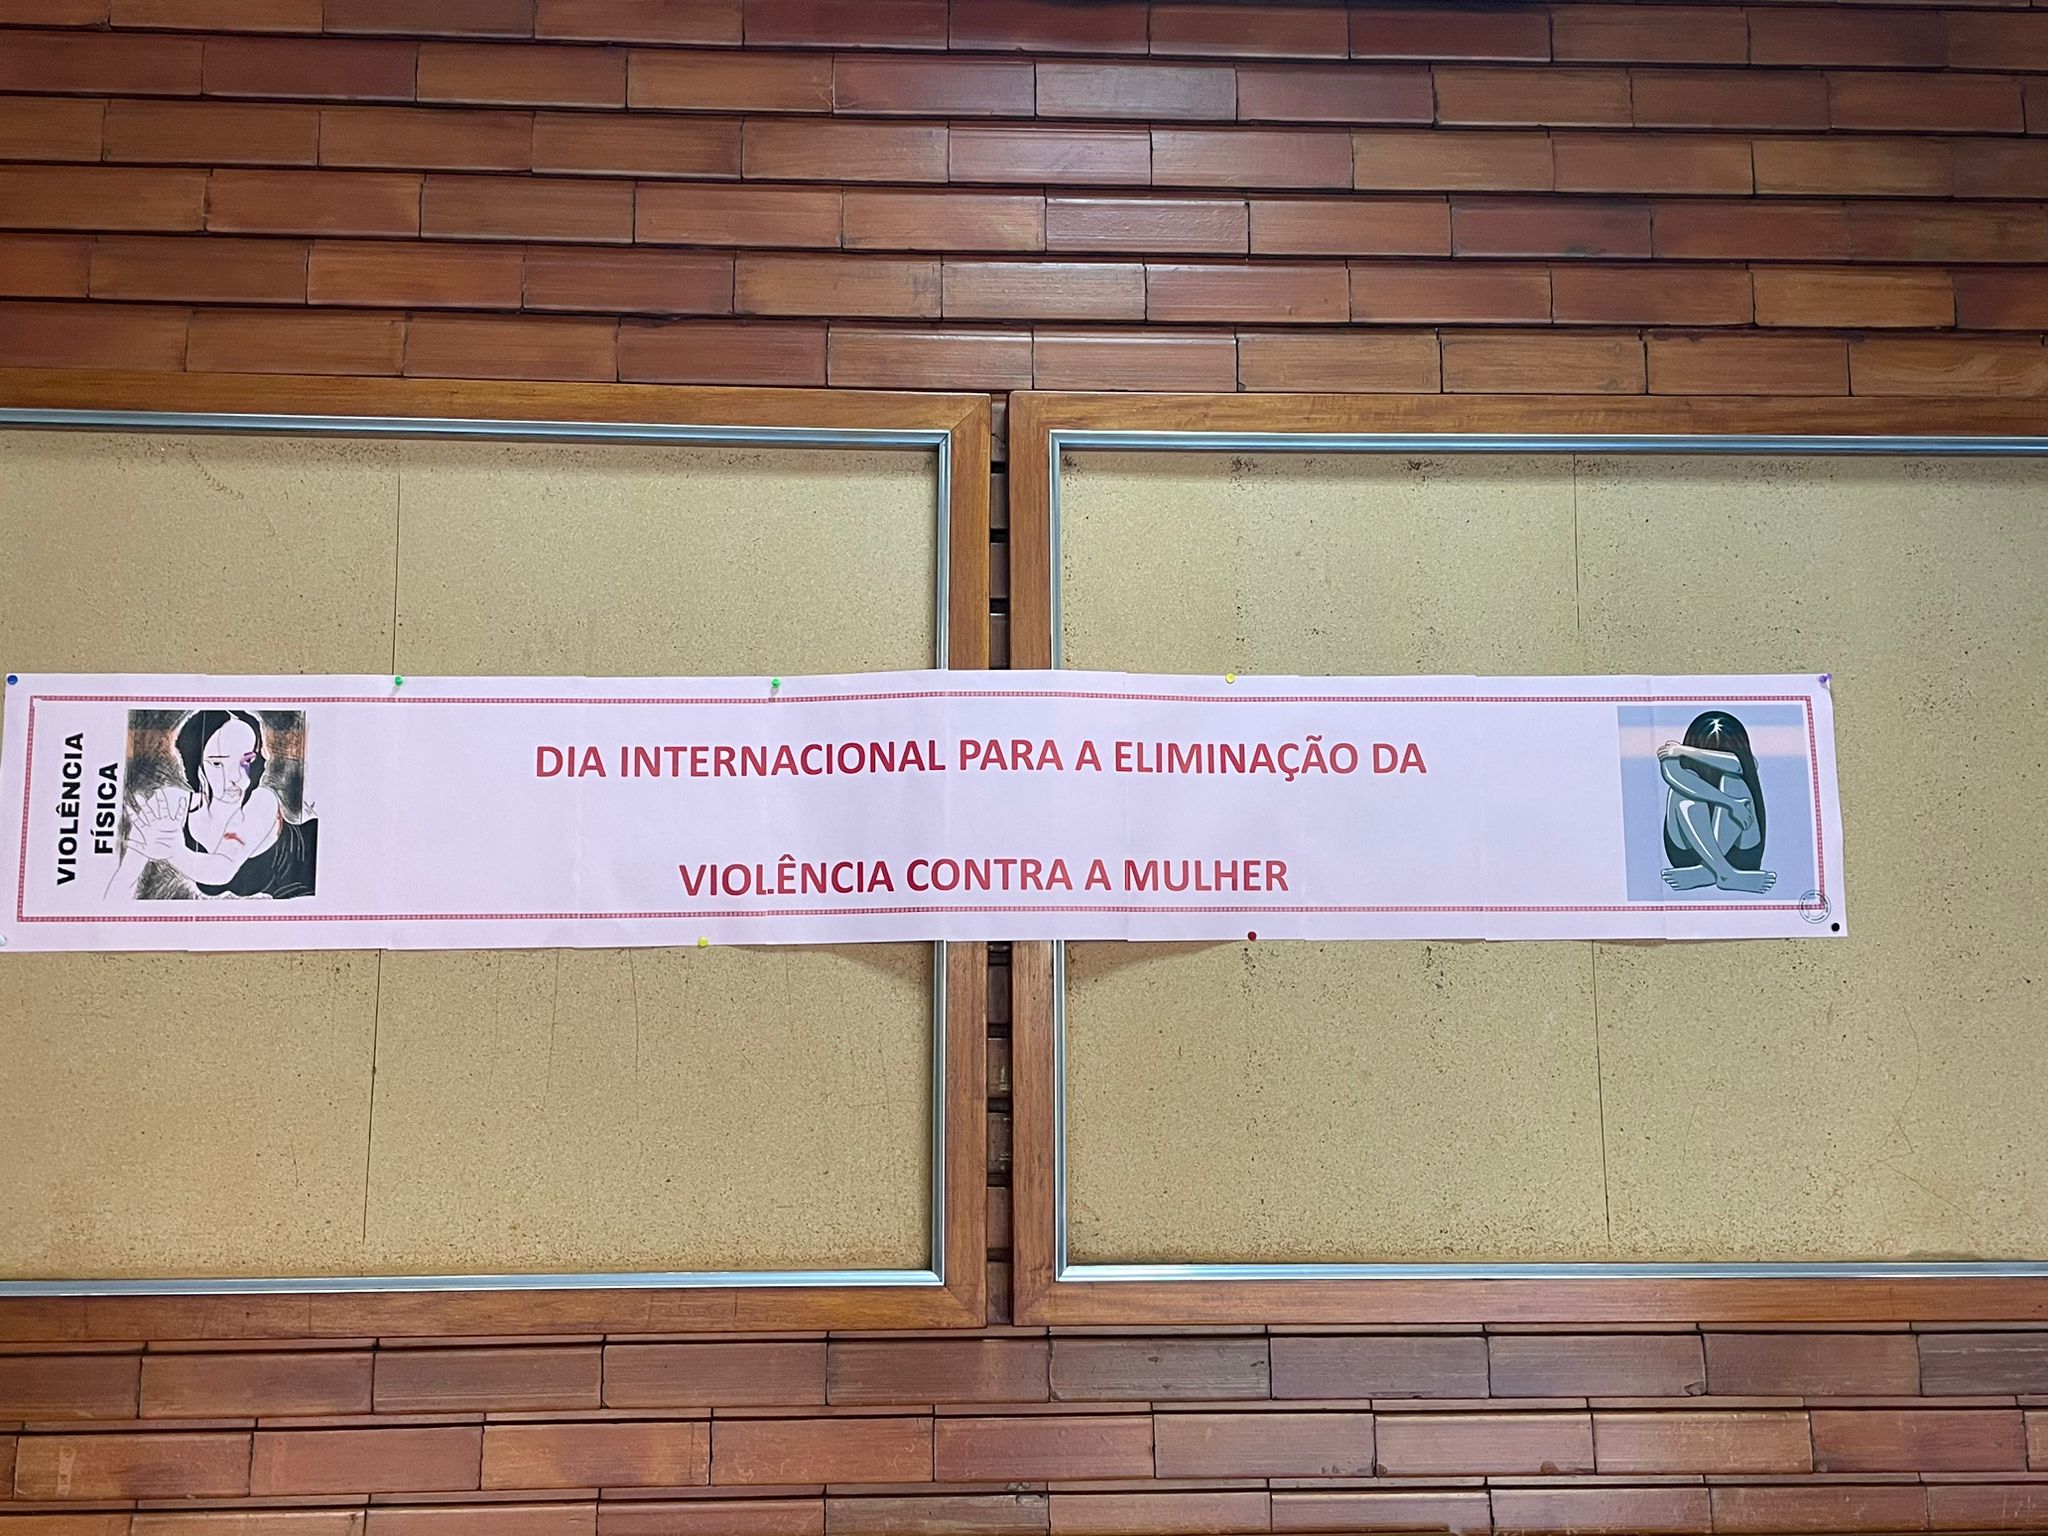 VIOLÊNCIA
FÍSICA
DIA INTERNACIONAL PARA A ELIMINAÇÃO DA
VIOLÊNCIA CONTRA A MULHER